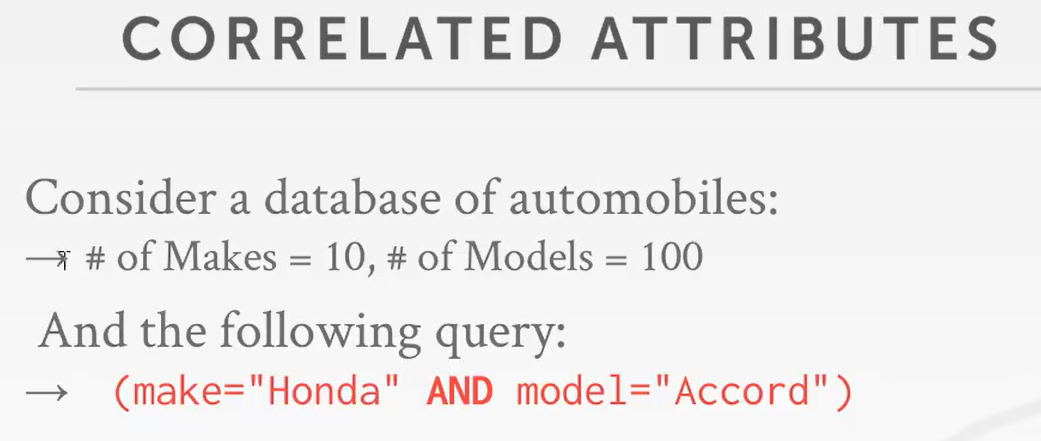 CORRELATED ATTRIBUTES
Consider a database of automobiles:
→ # of Makes = 10, # of Models = 100
And the following query:
→ (make="Honda" AND model="Accord")